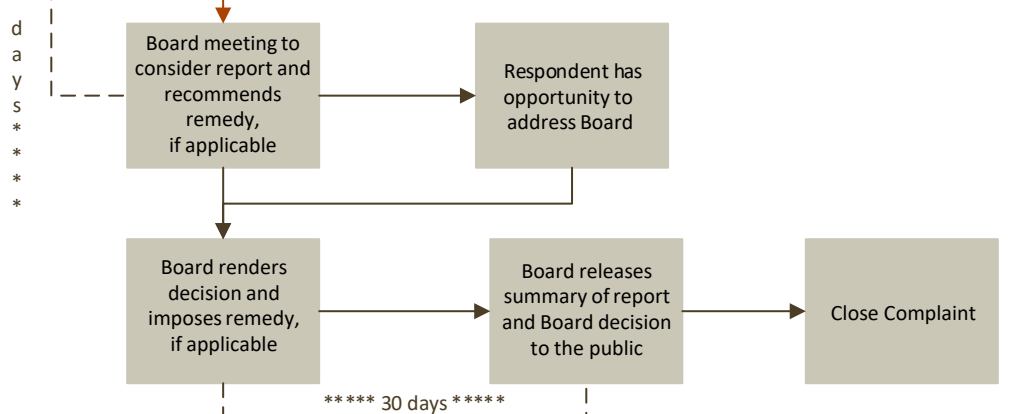 d
a
y
s
*
*
*
*
Board meeting to
consider report and
recommends
remedy,
if applicable
Respondent has
opportunity to
address Board
Board renders
decision and
imposes remedy,
if applicable
Board releases
summary of report
and Board decision
to the public
Close Complaint
***** 30 days *****